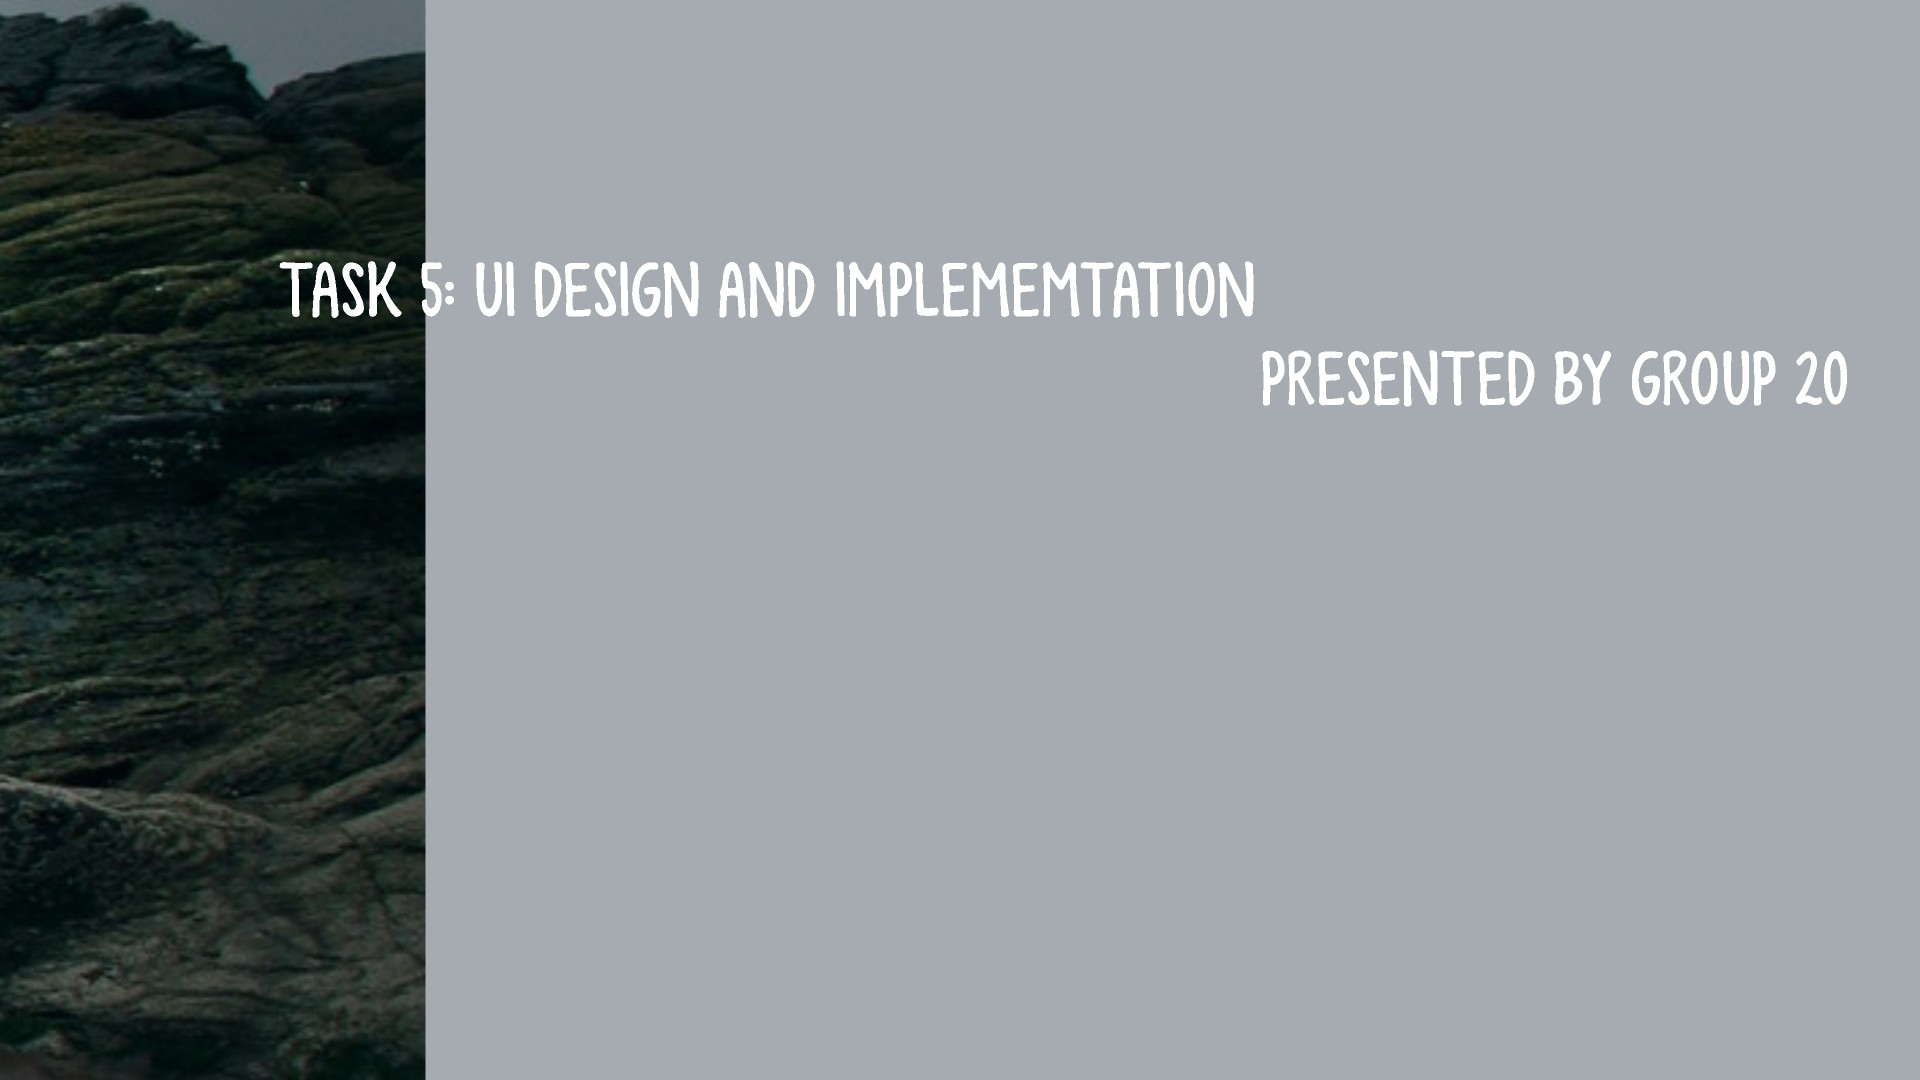 TASK 5: UI DESIGN AND IMPLEMEMTATION
PRESENTED BY GROUP 20